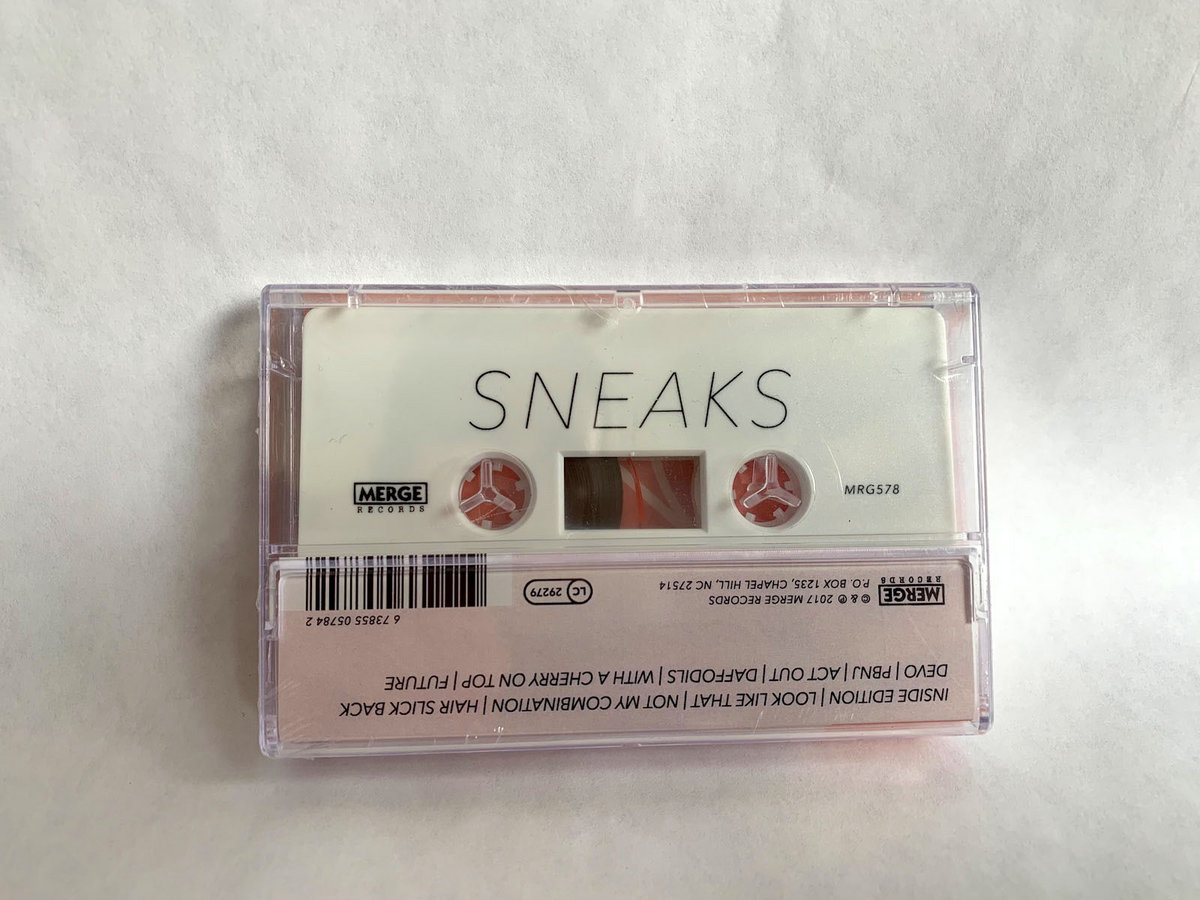 SNEAKS
MERGE
RECORDS
MRG578
INSIDE EDITION | LOOK LIKE THAT | NOT MY COMBINATION | HAIR SLICK BACK
DEVO | PBNJ | ACT OUT | DAFFODILS | WITH A CHERRY ON TOP | FUTURE
MERGE
RECORDS
© & ℗ 2017 MERGE RECORDS
P.O. BOX 1235, CHAPEL HILL, NC 27514
LC 29279
6 73855 05784 2